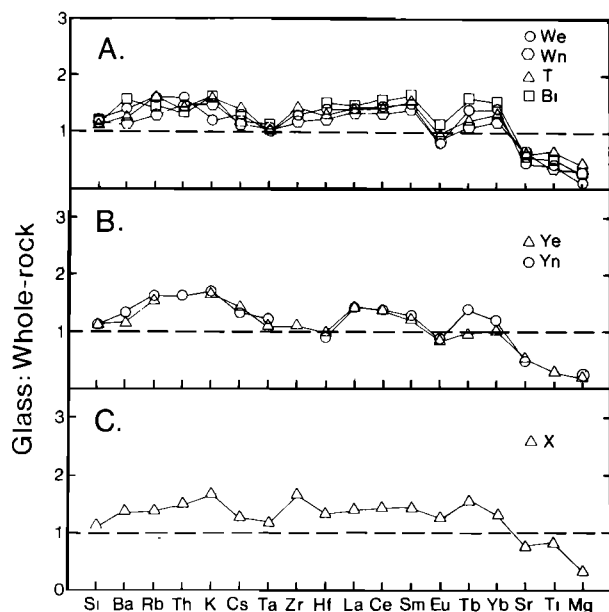 Glass: Whole-rock
3
A.
We
Wn
T
Bi
2
1
3
B.
Ye
Yn
2
1
3
C.
X
2
1
0
Si Ba Rb Th K Cs Ta Zr Hf La Ce Sm Eu Tb Yb Sr Ti Mg